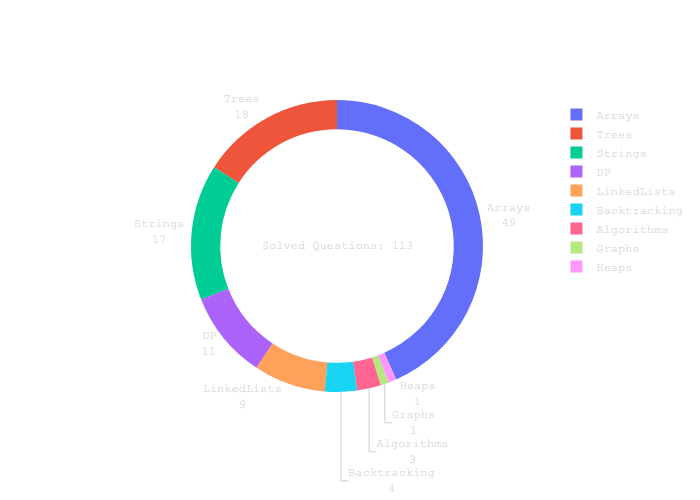 Trees
18
Strings
17
DP
11
LinkedLists
9
Solved Questions: 113
Arrays
49
Heaps
1
Graphs
1
Algorithms
3
Backtracking
4
Arrays
Trees
Strings
DP
LinkedLists
Backtracking
Algorithms
Graphs
Heaps